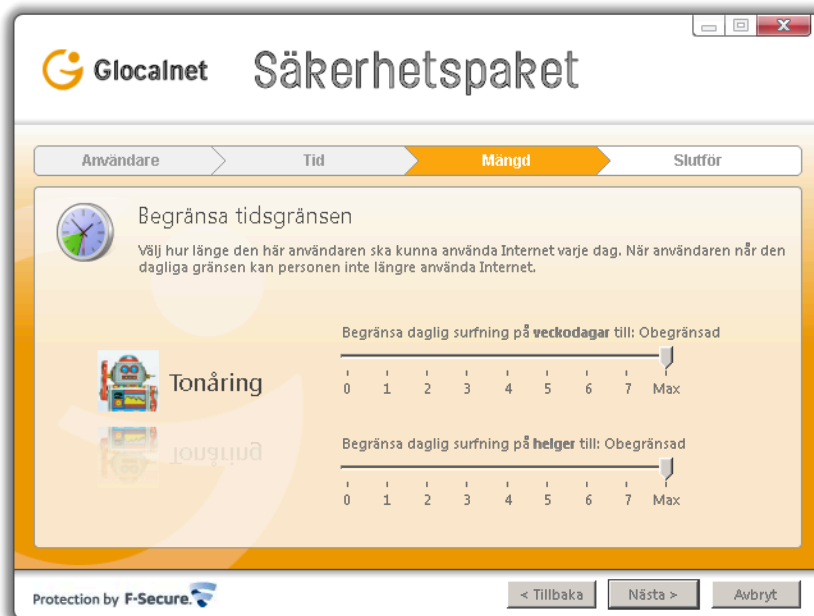 Glocalnet Säkerhetspaket
Användare Tid Mängd Slutför
Begränsa tidsgränsen
Välj hur länge den här användaren ska kunna använda Internet varje dag. När användaren når den
dagliga gränsen kan personen inte längre använda Internet.
Begränsa daglig surfning på veckodagar till: Obegränsad
0 1 2 3 4 5 6 7 Max
Tonåring
Begränsa daglig surfning på helger till: Obegränsad
0 1 2 3 4 5 6 7 Max
Protection by F-Secure.
< Tillbaka Nästa > Avbryt